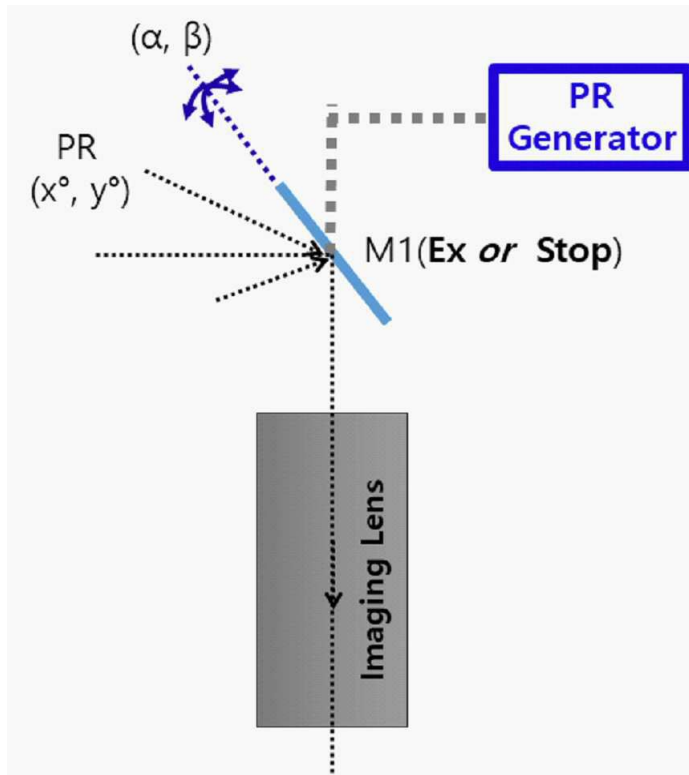 (α, β)
PR
(x°, y°)
PR
Generator
M1(Ex or Stop)
Imaging Lens